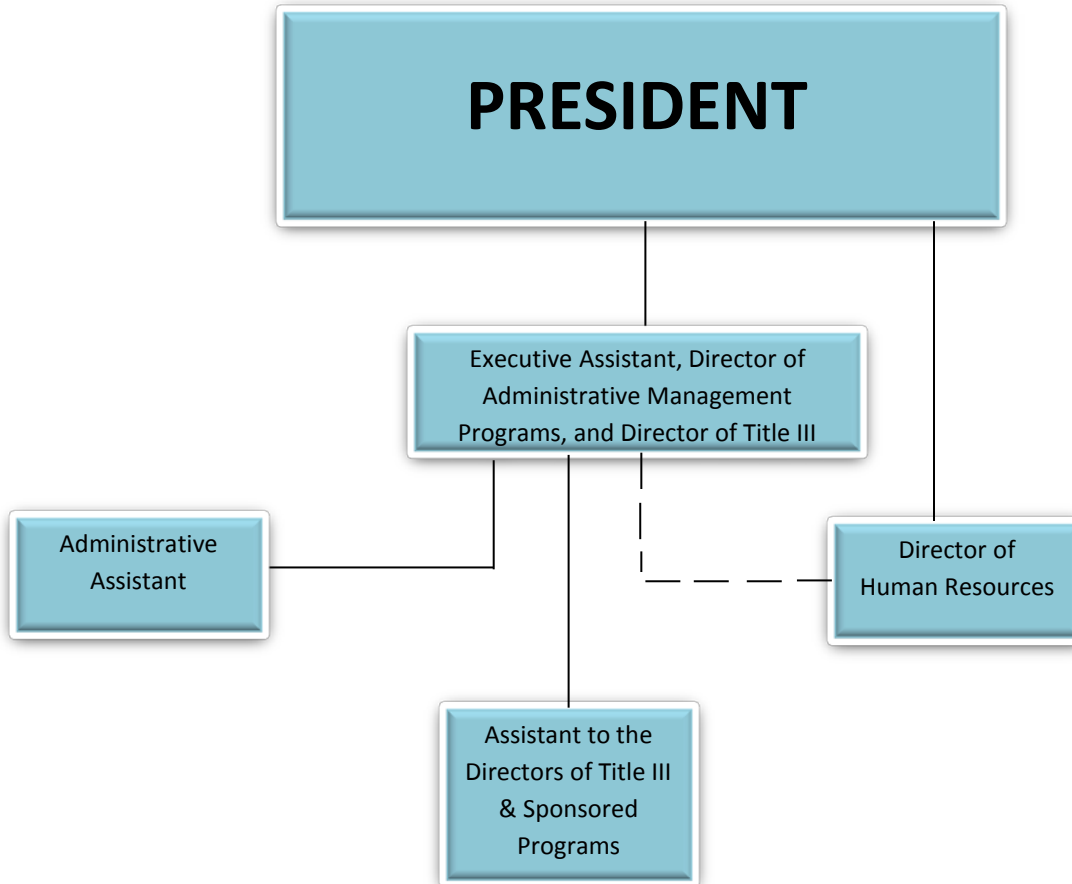 PRESIDENT
Executive Assistant, Director of
Administrative Management
Programs, and Director of Title III
Administrative
Assistant
Director of
Human Resources
Assistant to the
Directors of Title III
& Sponsored
Programs